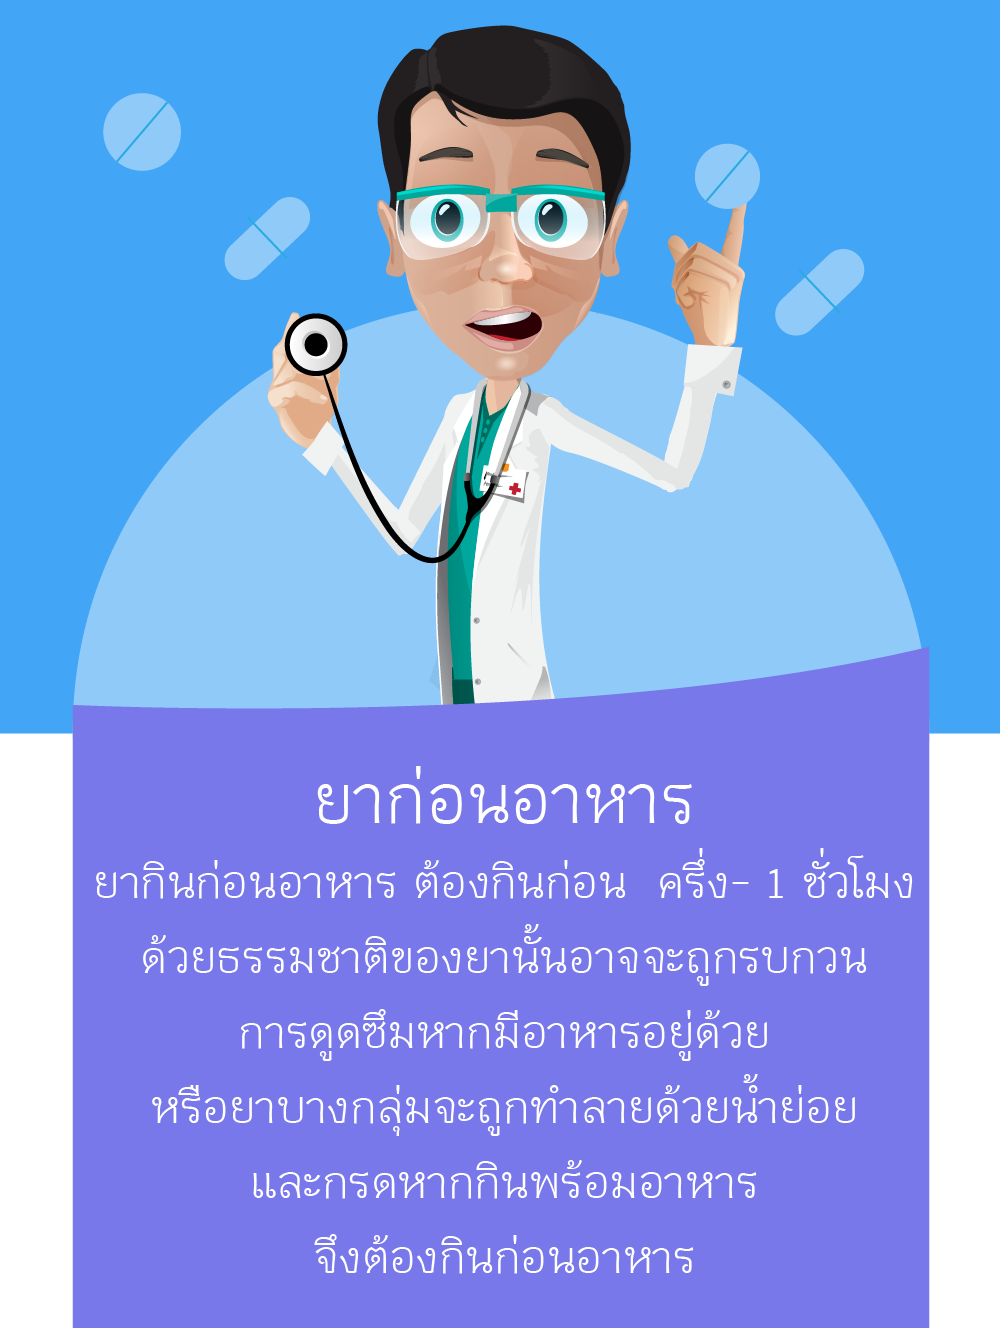 ยาก่อนอาหาร
ยากินก่อนอาหาร ต้องกินก่อน ครึ่ง- 1 ชั่วโมง
ด้วยธรรมชาติของยานั้นอาจจะถูกรบกวน
การดูดซึมหากมีอาหารอยู่ด้วย
หรือยาบางกลุ่มจะถูกทำลายด้วยน้ำย่อย
และกรดหากกินพร้อมอาหาร
จึงต้องกินก่อนอาหาร